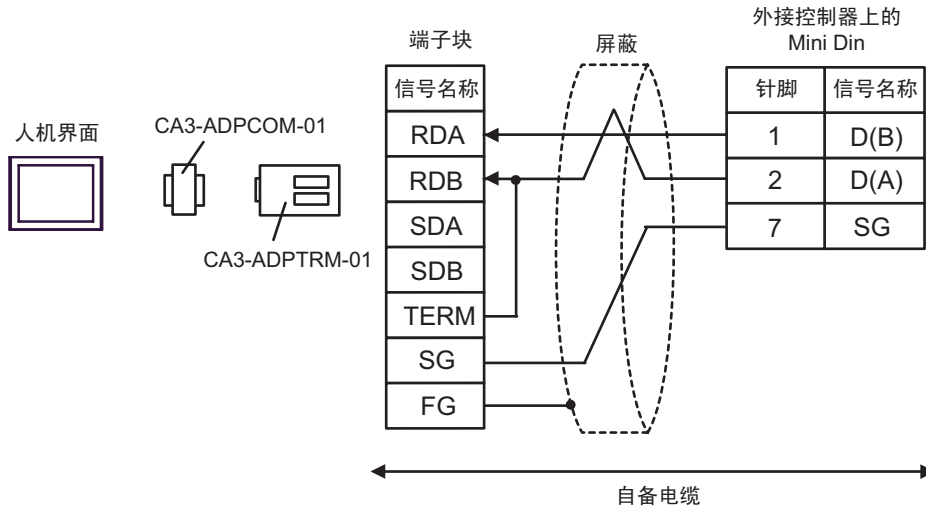 外接控制器上的
Mini Din
端子块
屏蔽
信号名称
针脚 信号名称
人机界面
CA3-ADPCOM-01
RDA
1 D(B)
RDB
2 D(A)
SDA
7 SG
CA3-ADPTRM-01
SDB
TERM
SG
FG
自备电缆